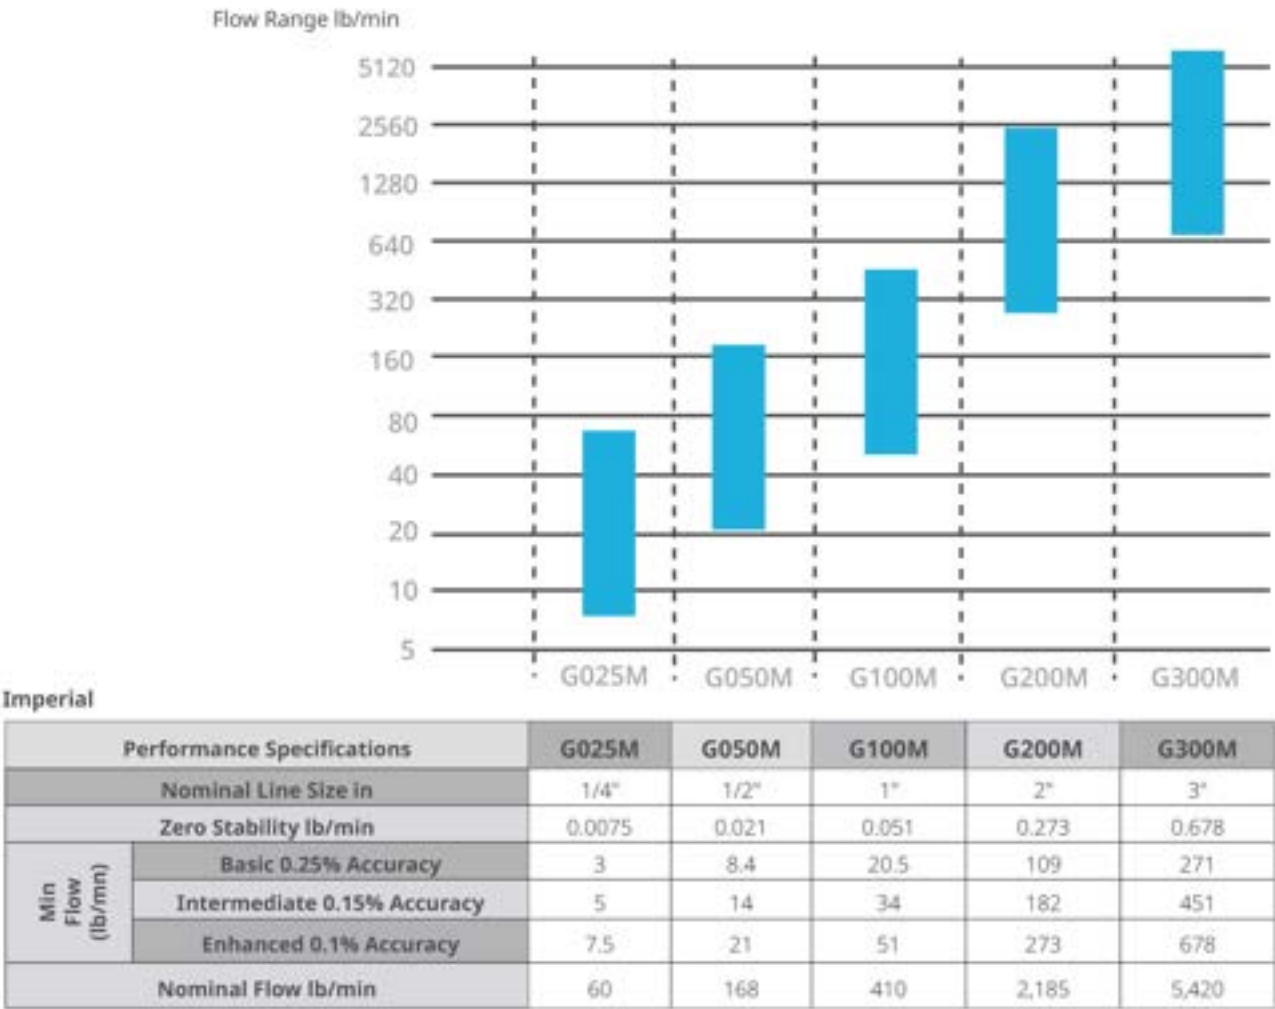 Flow Range lb/min
5120
2560
1280
640
320
160
80
40
20
10
5
G025M G050M G100M G200M G300M
Imperial
Performance Specifications G025M G050M G100M G200M G300M
Nominal Line Size in 1/4" 1/2" 1" 2" 3"
Zero Stability lb/min 0.0075 0.021 0.051 0.273 0.678
Min Flow (lb/mn)
Basic 0.25% Accuracy 3 8.4 20.5 109 271
Intermediate 0.15% Accuracy 5 14 34 182 451
Enhanced 0.1% Accuracy 7.5 21 51 273 678
Nominal Flow lb/min 60 168 410 2,185 5,420